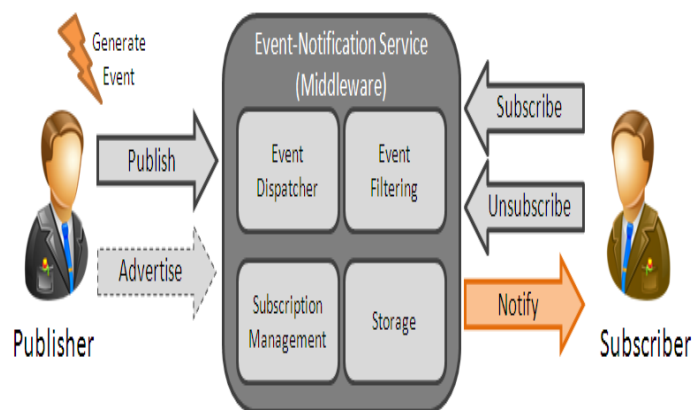 Generate
Event
Event-Notification Service
(Middleware)
Publish
Event
Dispatcher
Event
Filtering
Subscribe
Unsubscribe
Advertise
Subscription
Management
Storage
Notify
Publisher
Subscriber